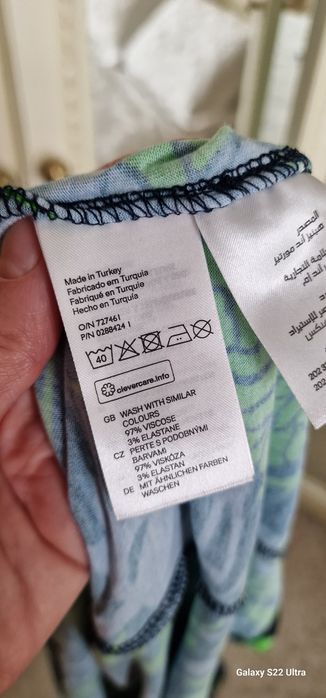 Made in Turkey
Fabricado em Turquia
Fabriqué en Turquie
Hecho en Turquía
O/N 727461
P/N 0288424 I
40
clevercare.info
GB WASH WITH SIMILAR
COLOURS
97% VISCOSE
3% ELASTANE
CZ PERTE S PODOBNÝMI
BARVAMI
97% VISKÓZA
3% ELASTAN
DE MIT ÄHNLICHEN FARBEN
WASCHEN
المصدر
Galaxy S22 Ultra